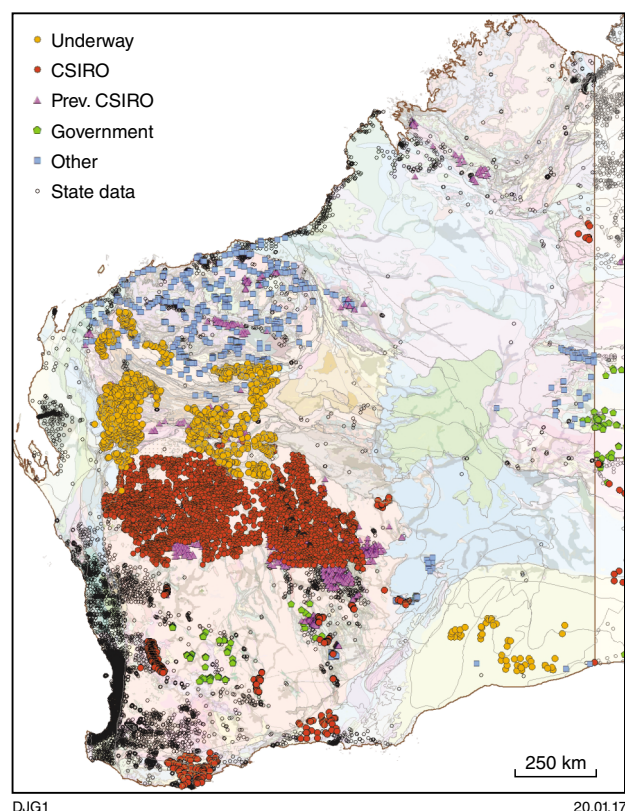 Underway
CSIRO
Prev. CSIRO
Government
Other
State data
250 km
DJG1
20.01.17